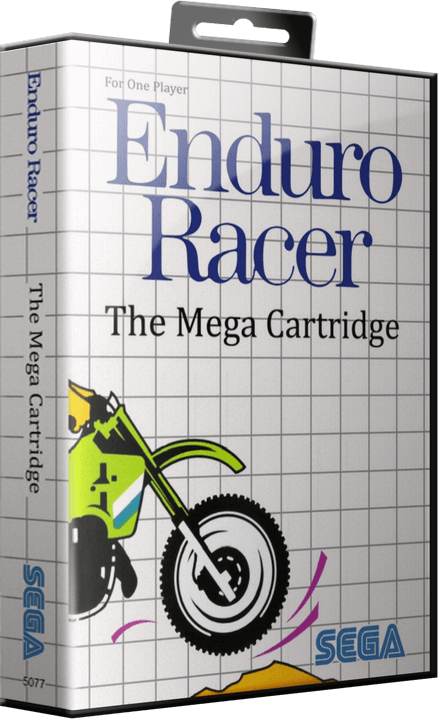 For One Player
Enduro
Racer
The Mega Cartridge
SEGA
Enduro Racer
The Mega Cartridge
SEGA
5077